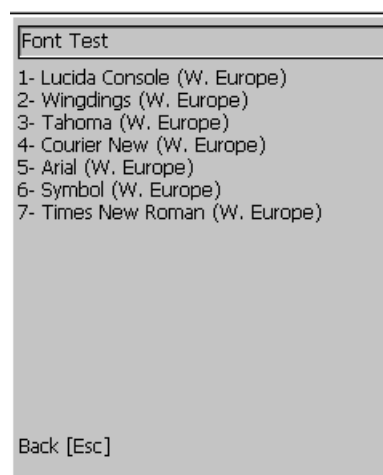 Font Test
1- Lucida Console (W. Europe)
2- Wingdings (W. Europe)
3- Tahoma (W. Europe)
4- Courier New (W. Europe)
5- Arial (W. Europe)
6- Symbol (W. Europe)
7- Times New Roman (W. Europe)
Back [Esc]